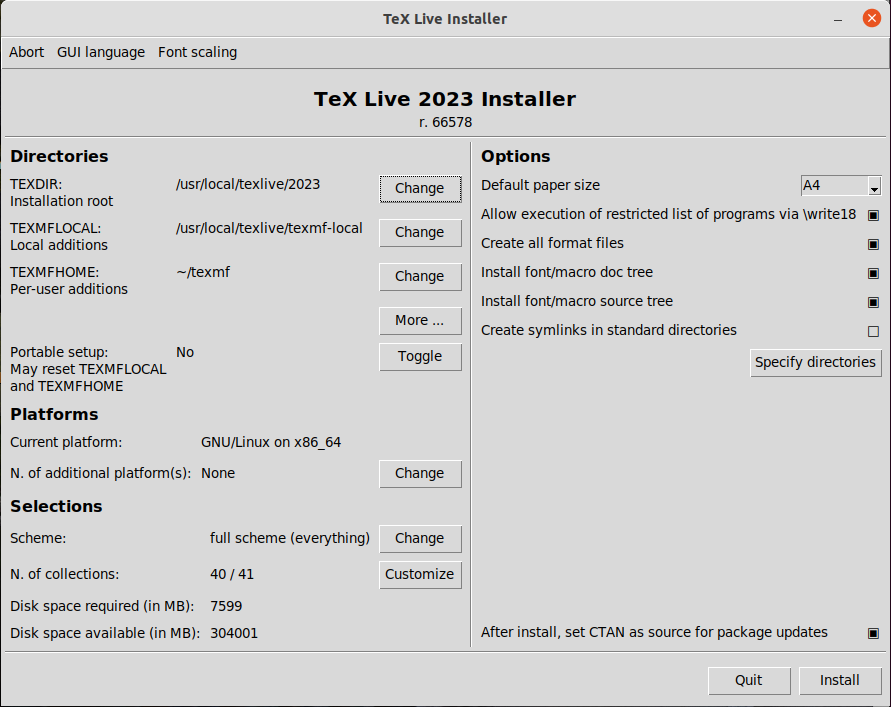 TeX Live Installer
Abort GUI language Font scaling
TeX Live 2023 Installer
r. 66578
Directories
TEXDIR: /usr/local/texlive/2023 Change
Installation root
TEXMFLOCAL: /usr/local/texlive/texmf-local Change
Local additions
TEXMFHOME: ~/texmf Change
Per-user additions
More ...
Portable setup: No Toggle
May reset TEXMFLOCAL
and TEXMFHOME
Platforms
Current platform: GNU/Linux on x86_64
N. of additional platform(s): None Change
Selections
Scheme: full scheme (everything) Change
N. of collections: 40 / 41 Customize
Disk space required (in MB): 7599
Disk space available (in MB): 304001
Options
Default paper size A4
Allow execution of restricted list of programs via \write18
Create all format files
Install font/macro doc tree
Install font/macro source tree
Create symlinks in standard directories
Specify directories
After install, set CTAN as source for package updates
Quit Install